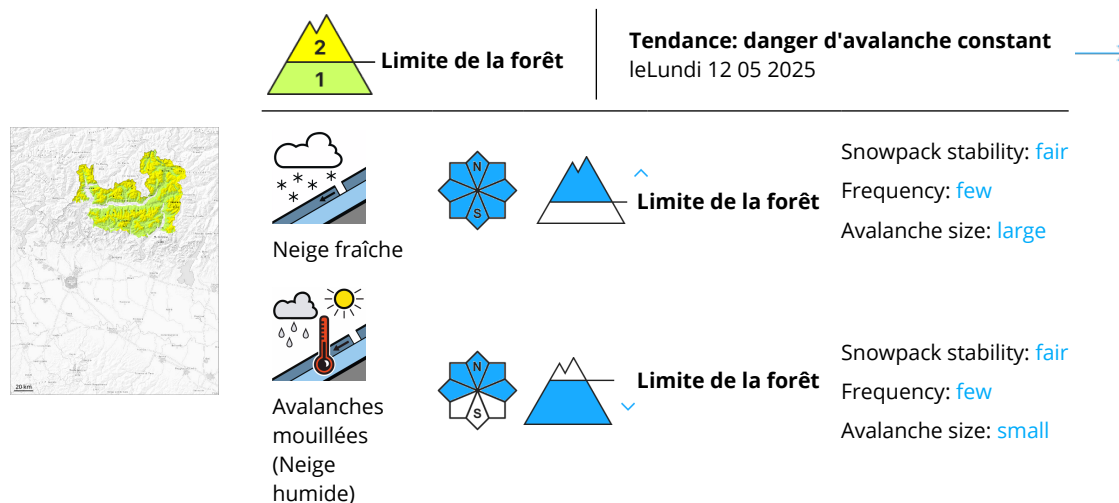 2
1
Limite de la forêt
Tendance: danger d'avalanche constant
leLundi 12 05 2025
20 km
Neige fraîche
N
S
Limite de la forêt
Snowpack stability: fair
Frequency: few
Avalanche size: large
Avalanches
mouillées
(Neige
humide)
N
S
Limite de la forêt
Snowpack stability: fair
Frequency: few
Avalanche size: small